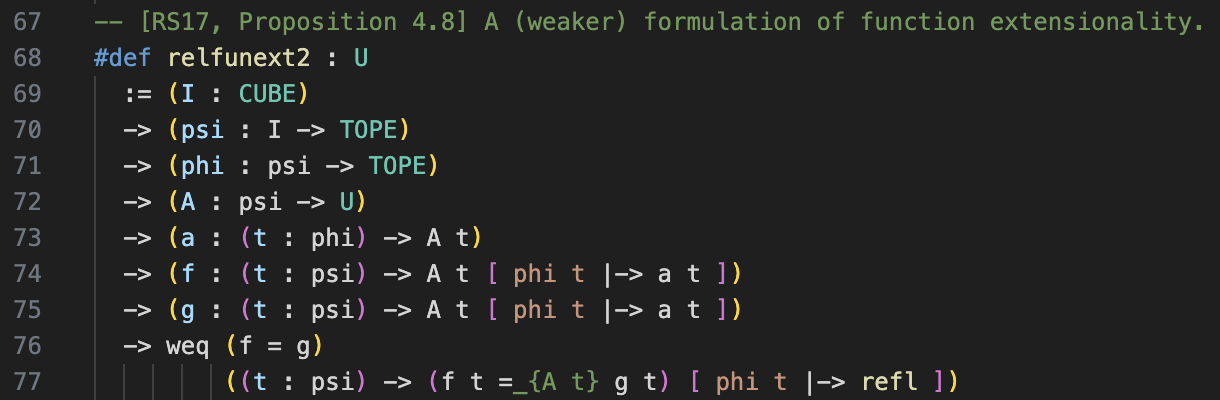 67 -- [RS17, Proposition 4.8] A (weaker) formulation of function extensionality.
68 #def relfunext2 : U
69 := (I : CUBE)
70 -> (psi : I -> TOPE)
71 -> (phi : psi -> TOPE)
72 -> (A : psi -> U)
73 -> (a : (t : phi) -> A t)
74 -> (f : (t : psi) -> A t [ phi t |-> a t ])
75 -> (g : (t : psi) -> A t [ phi t |-> a t ])
76 -> weq (f = g)
77 ((t : psi) -> (f t =_{A t} g t) [ phi t |-> refl ])